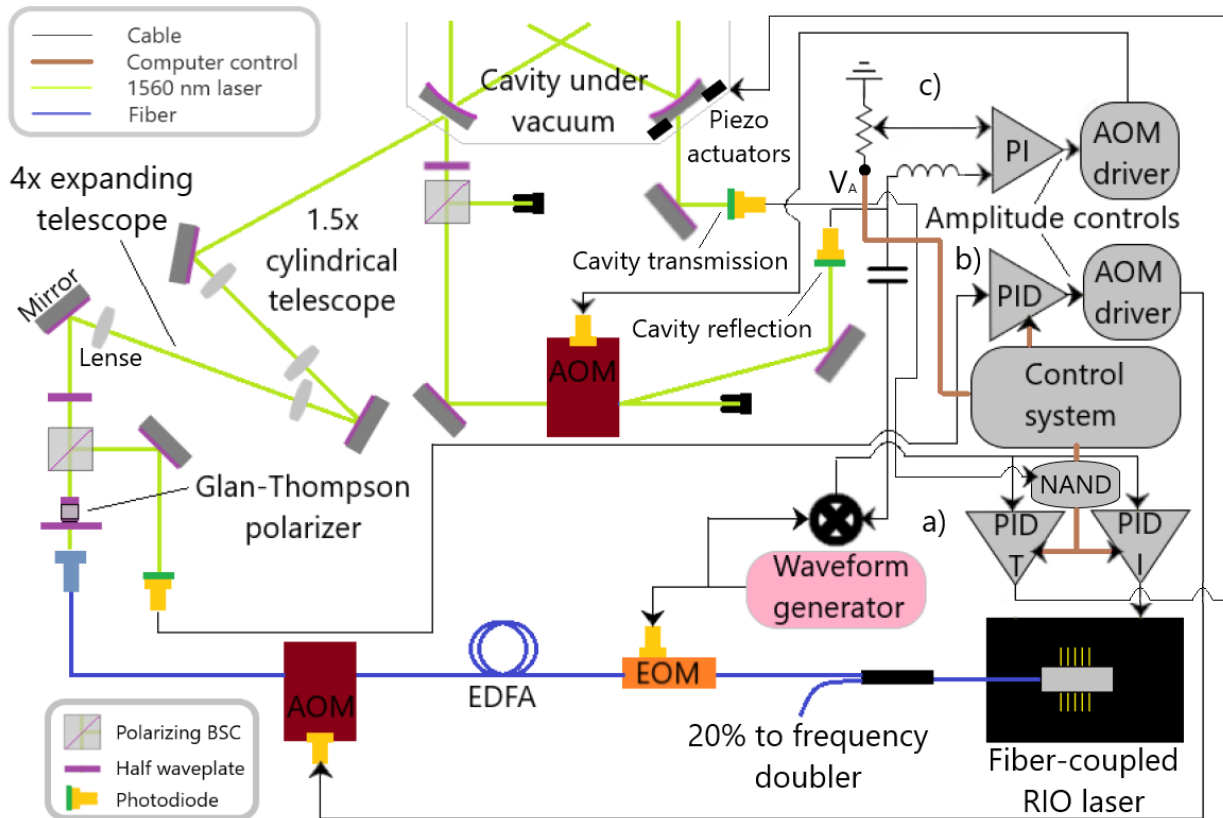 Cable
Computer control
1560 nm laser
Fiber
Cavity under
vacuum
Piezo
actuators
c)
PI
AOM
driver
VA
Amplitude controls
4x expanding
telescope
1.5x
cylindrical
telescope
Cavity transmission
b)
PID
AOM
driver
Mirror
Lense
Cavity reflection
AOM
Control
system
Glan-Thompson
polarizer
NAND
a)
PID
T
PID
I
Waveform
generator
AOM
EDFA
EOM
20% to frequency
doubler
Fiber-coupled
RIO laser
Polarizing BSC
Half waveplate
Photodiode